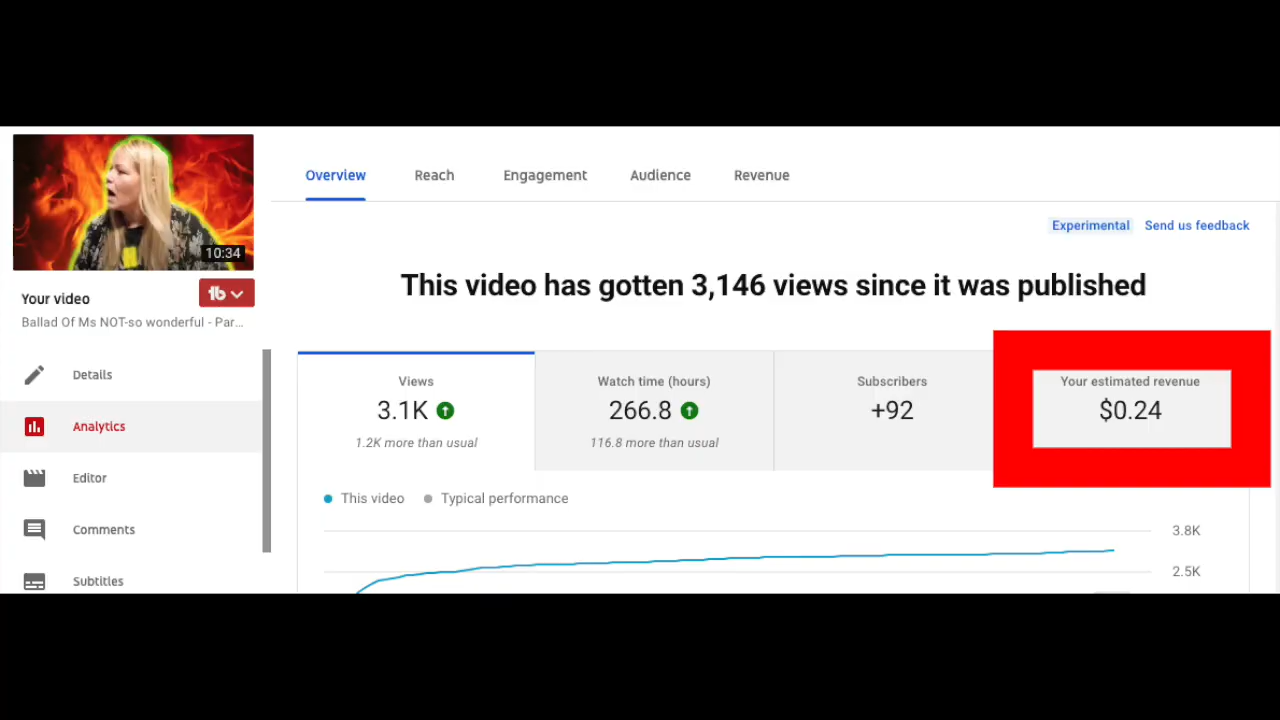 Overview Reach Engagement Audience Revenue
Experimental Send us feedback
10:34
This video has gotten 3,146 views since it was published
Your video
tb
Ballad Of Ms NOT-so wonderful - Par...
Details
Analytics
Editor
Comments
Subtitles
Views
3.1K
1.2K more than usual
Watch time (hours)
266.8
116.8 more than usual
Subscribers
+92
Your estimated revenue
$0.24
This video Typical performance
3.8K
2.5K